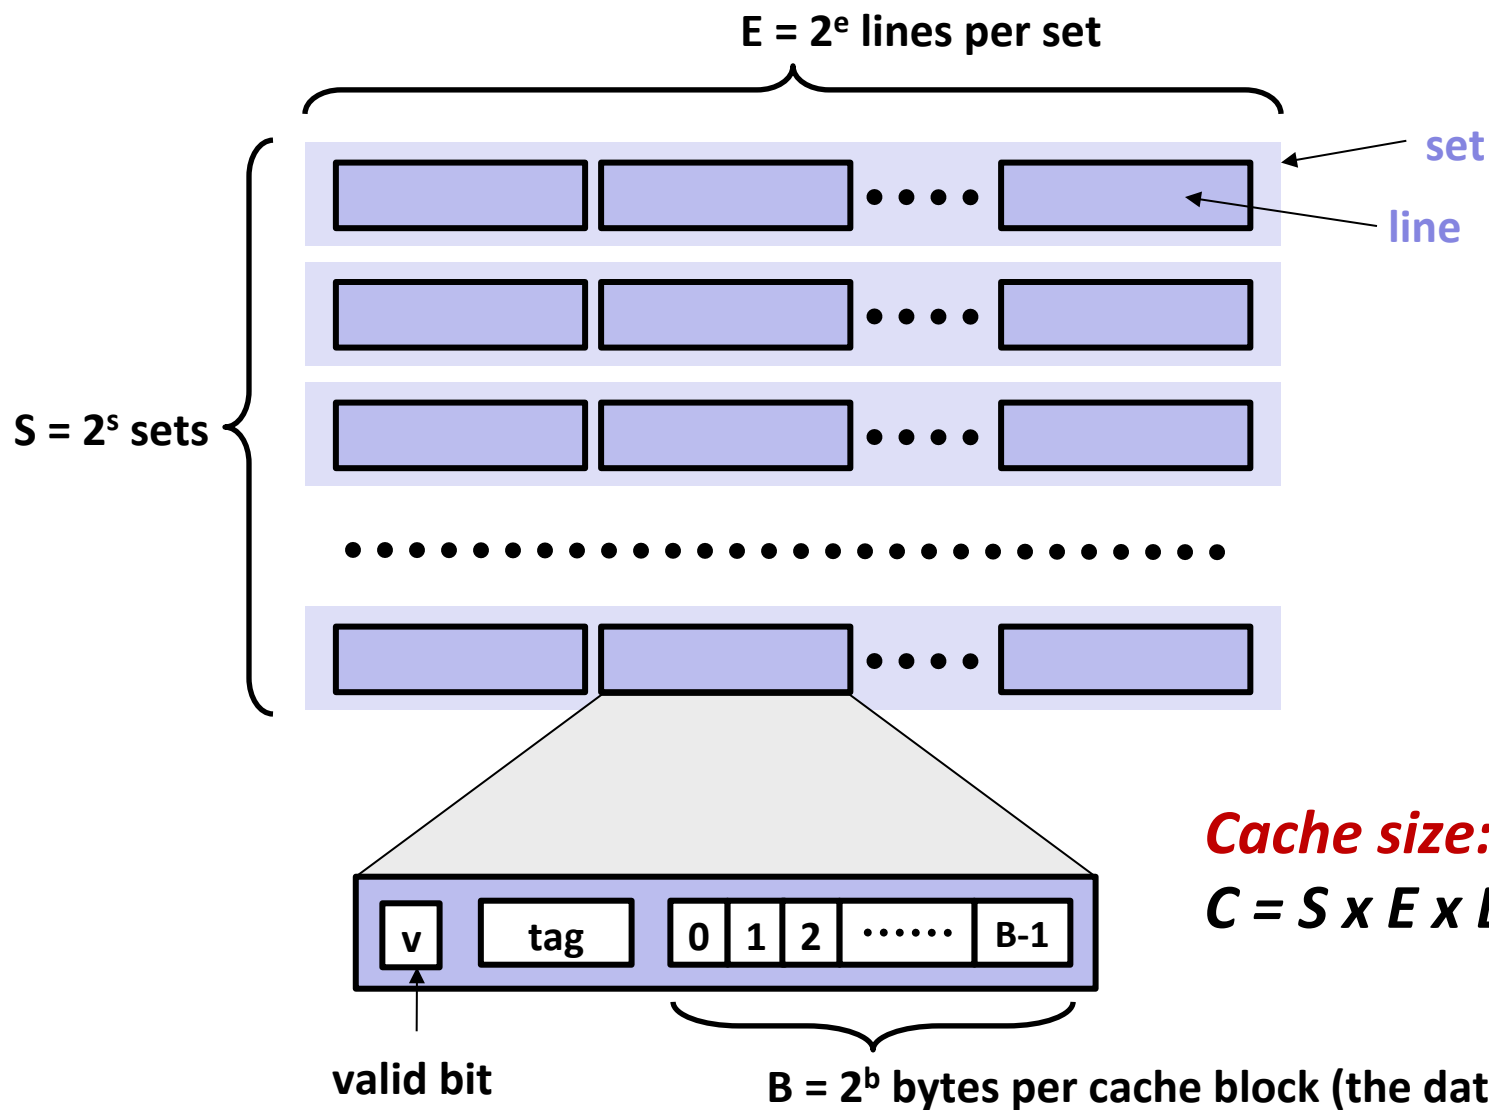 E = 2ᵉ lines per set
set
line
S = 2ˢ sets
Cache size:
C = S x E x
v
tag
0 1 2 ...... B-1
valid bit
B = 2ᵇ bytes per cache block (the